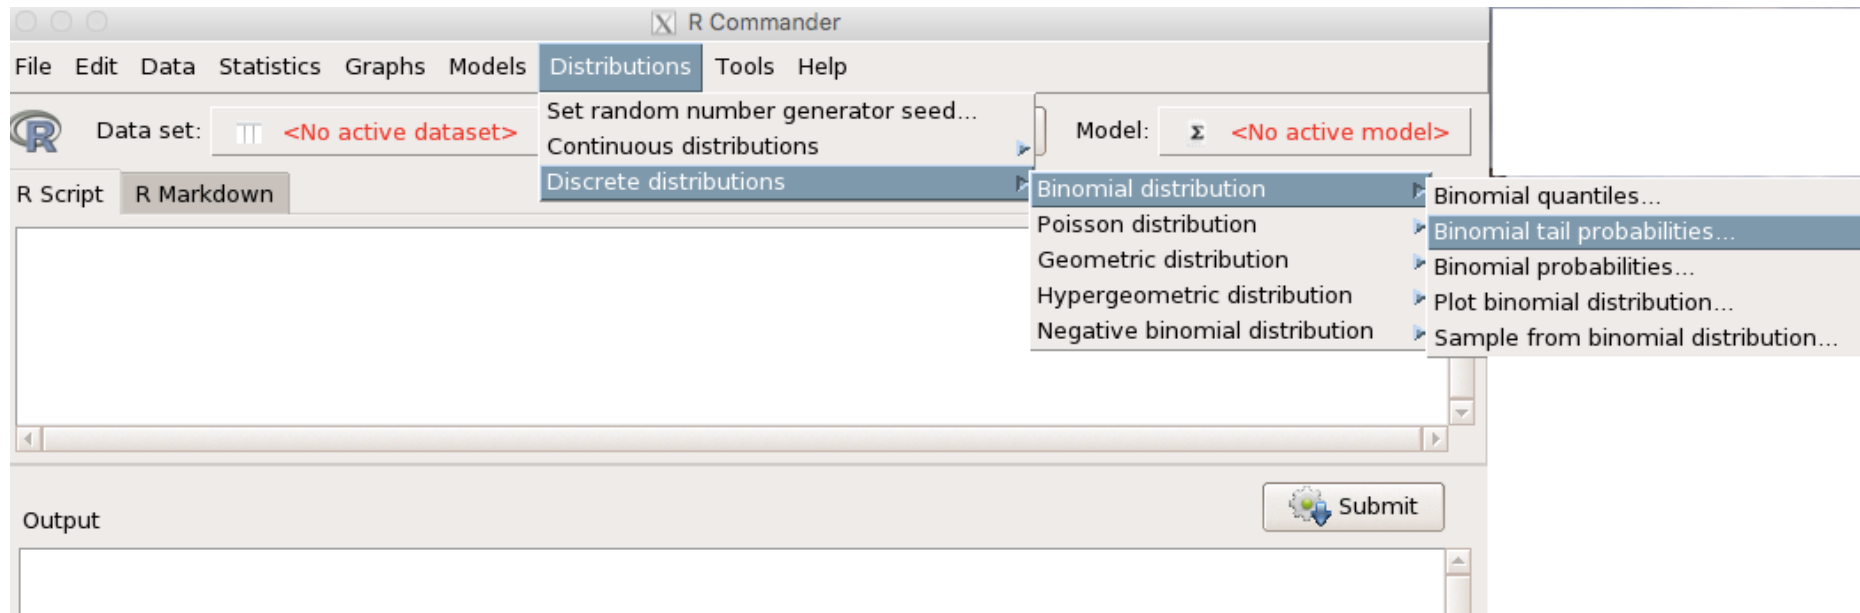 R Commander
File Edit Data Statistics Graphs Models Distributions Tools Help
Set random number generator seed...
Continuous distributions
Discrete distributions
R Data set: <No active dataset> Model: Σ <No active model>
R Script R Markdown
Binomial distribution
Poisson distribution
Geometric distribution
Hypergeometric distribution
Negative binomial distribution
Binomial quantiles...
Binomial tail probabilities...
Binomial probabilities...
Plot binomial distribution...
Sample from binomial distribution...
Submit
Output